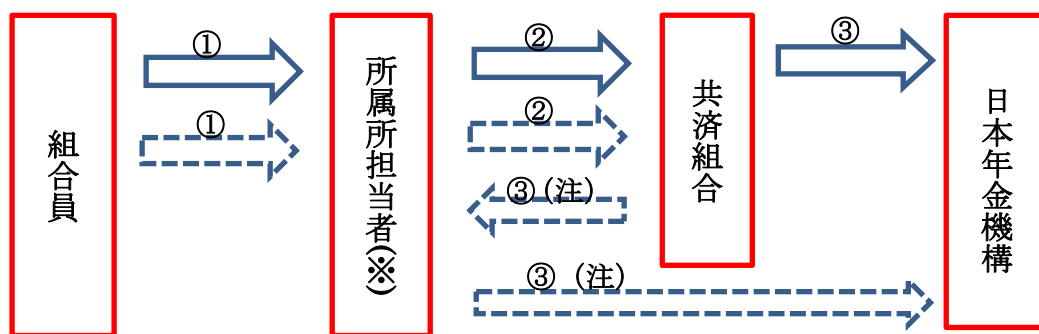 組合員
①
①
所属所担当者(※)
②
②
③(注)
③ (注)
共済組合
③
日本年金機構